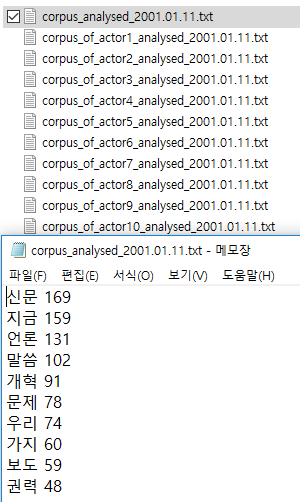 corpus_analysed_2001.01.11.txt
corpus_of_actor1_analysed_2001.01.11.txt
corpus_of_actor2_analysed_2001.01.11.txt
corpus_of_actor3_analysed_2001.01.11.txt
corpus_of_actor4_analysed_2001.01.11.txt
corpus_of_actor5_analysed_2001.01.11.txt
corpus_of_actor6_analysed_2001.01.11.txt
corpus_of_actor7_analysed_2001.01.11.txt
corpus_of_actor8_analysed_2001.01.11.txt
corpus_of_actor9_analysed_2001.01.11.txt
corpus_of_actor10_analysed_2001.01.11.txt
corpus_analysed_2001.01.11.txt - 메모장
파일(F) 편집(E) 서식(O) 보기(V) 도움말(H)
신문 169
지금 159
언론 131
말씀 102
개혁 91
문제 78
우리 74
가지 60
보도 59
권력 48